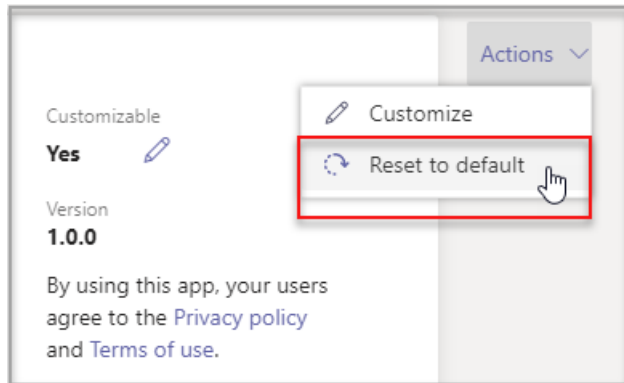 Actions
Customizable
Customize
Yes
Reset to default
Version
1.0.0
By using this app, your users
agree to the Privacy policy
and Terms of use.